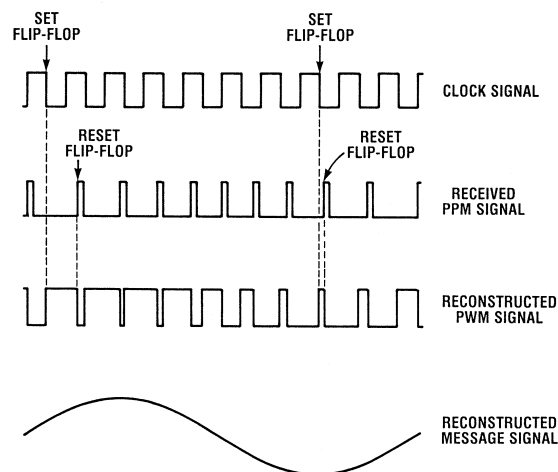 SET
FLIP-FLOP
SET
FLIP-FLOP
CLOCK SIGNAL
RESET
FLIP-FLOP
RESET
FLIP-FLOP
RECEIVED
PPM SIGNAL
RECONSTRUCTED
PWM SIGNAL
RECONSTRUCTED
MESSAGE SIGNAL